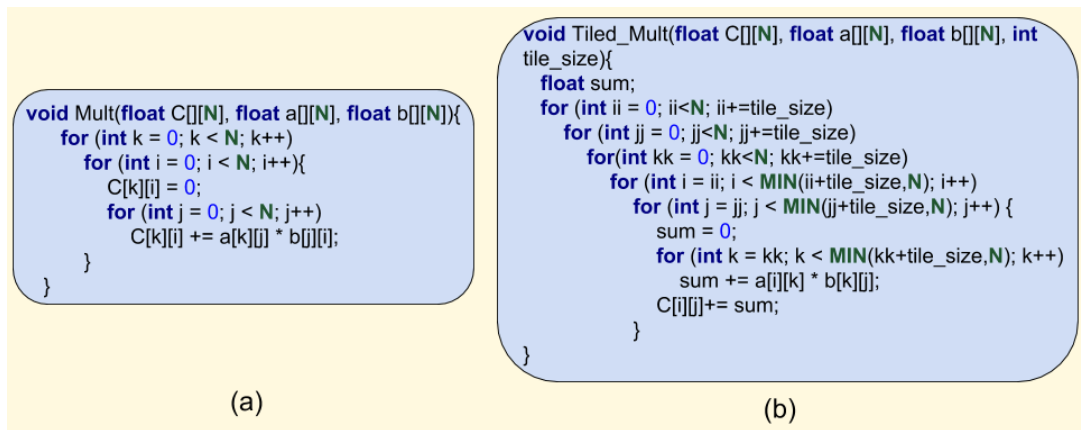 void Mult(float C[][N], float a[][N], float b[][N]){
for (int k = 0; k < N; k++)
for (int i = 0; i < N; i++){
C[k][i] = 0;
for (int j = 0; j < N; j++)
C[k][i] += a[k][j] * b[j][i];
}
}
(a)
void Tiled_Mult(float C[][N], float a[][N], float b[][N], int
tile_size){
float sum;
for (int ii = 0; ii<N; ii+=tile_size)
for (int jj = 0; jj<N; jj+=tile_size)
for(int kk = 0; kk<N; kk+=tile_size)
for (int i = ii; i < MIN(ii+tile_size,N); i++)
for (int j = jj; j < MIN(jj+tile_size,N); j++) {
sum = 0;
for (int k = kk; k < MIN(kk+tile_size,N); k++)
sum += a[i][k] * b[k][j];
C[i][j]+= sum;
}
}
(b)